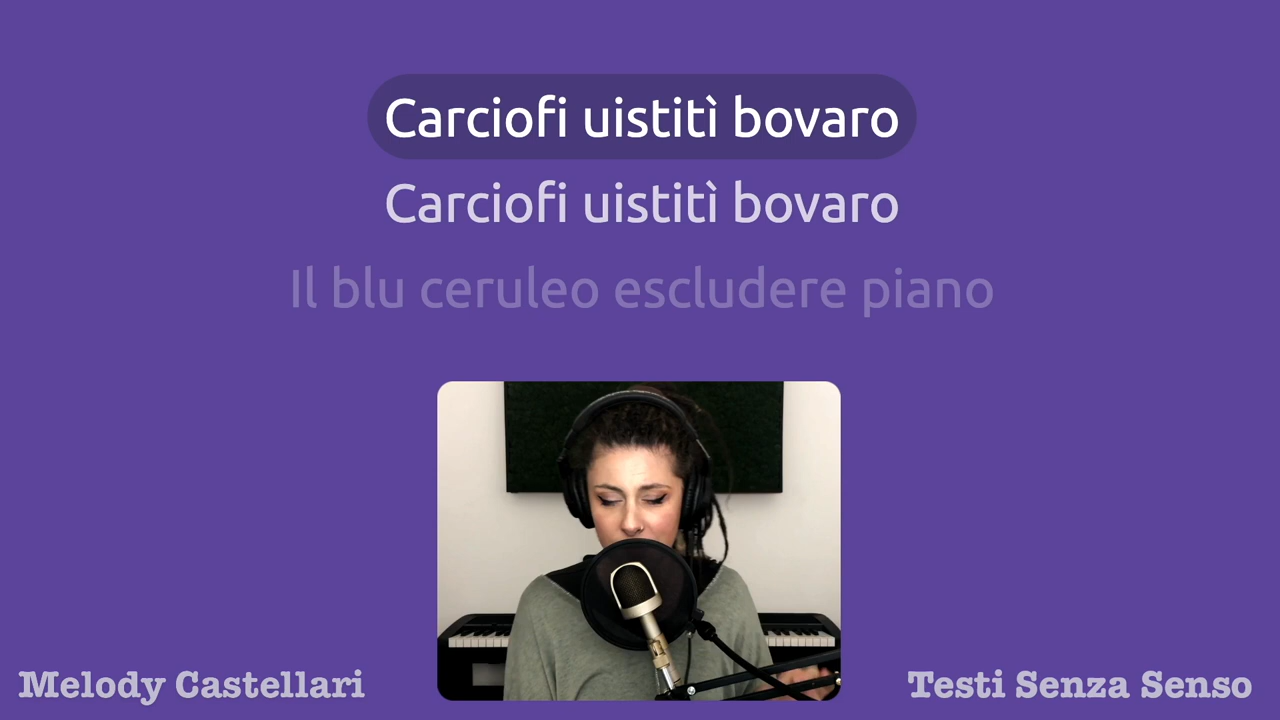 Carciofi uistitì bovaro
Carciofi uistitì bovaro
Il blu ceruleo escludere piano
Melody Castellari
Testi Senza Senso